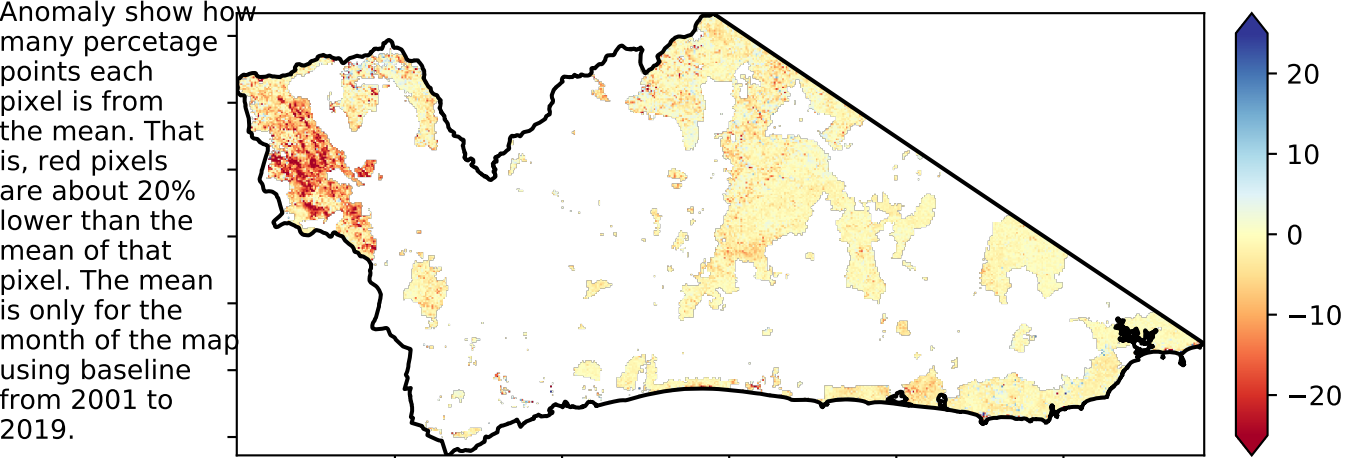 Anomaly show how
many percetage
points each
pixel is from
the mean. That
is, red pixels
are about 20%
lower than the
mean of that
pixel. The mean
is only for the
month of the map
using baseline
from 2001 to
2019.
20
10
0
−10
−20